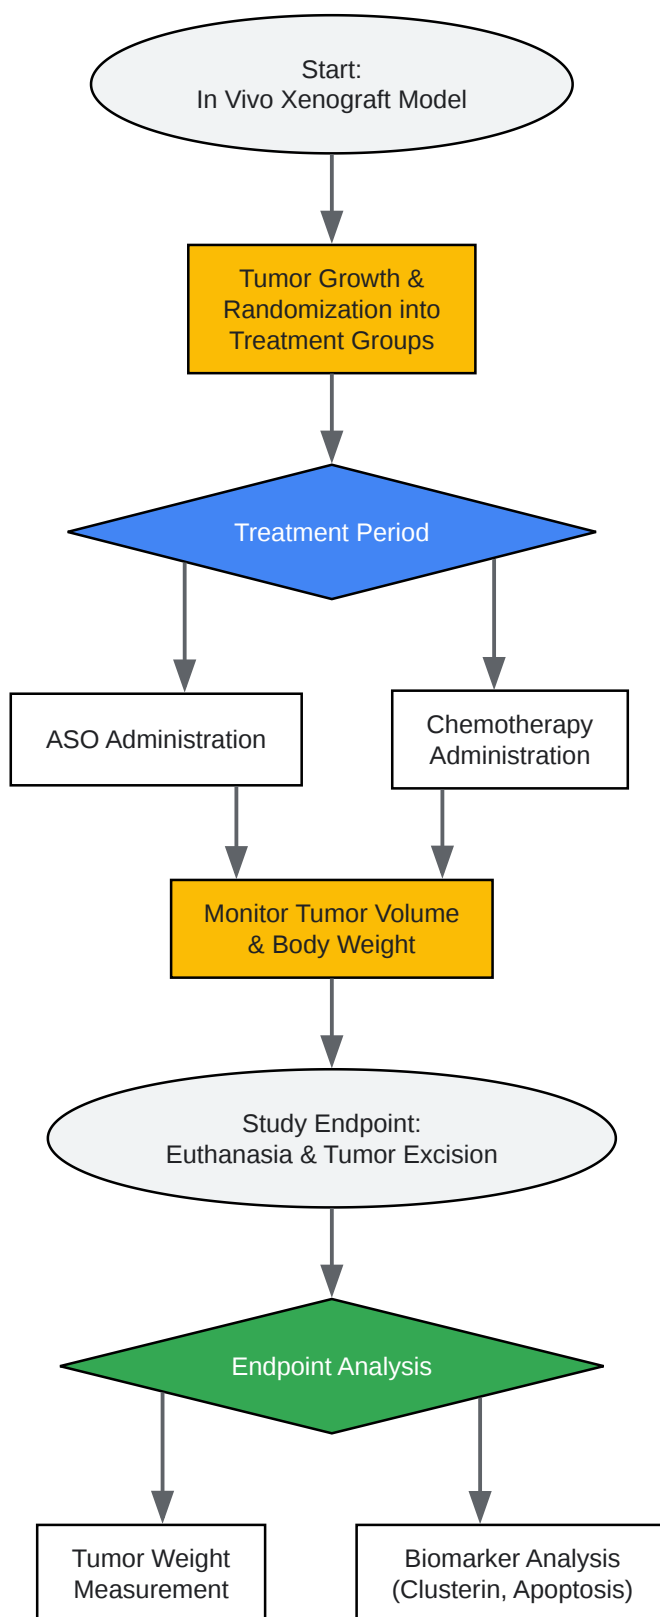 Start:
In Vivo Xenograft Model
Tumor Growth &
Randomization into
Treatment Groups
Treatment Period
ASO Administration
Chemotherapy
Administration
Monitor Tumor Volume
& Body Weight
Study Endpoint:
Euthanasia & Tumor Excision
Endpoint Analysis
Tumor Weight
Measurement
Biomarker Analysis
(Clusterin, Apoptosis)